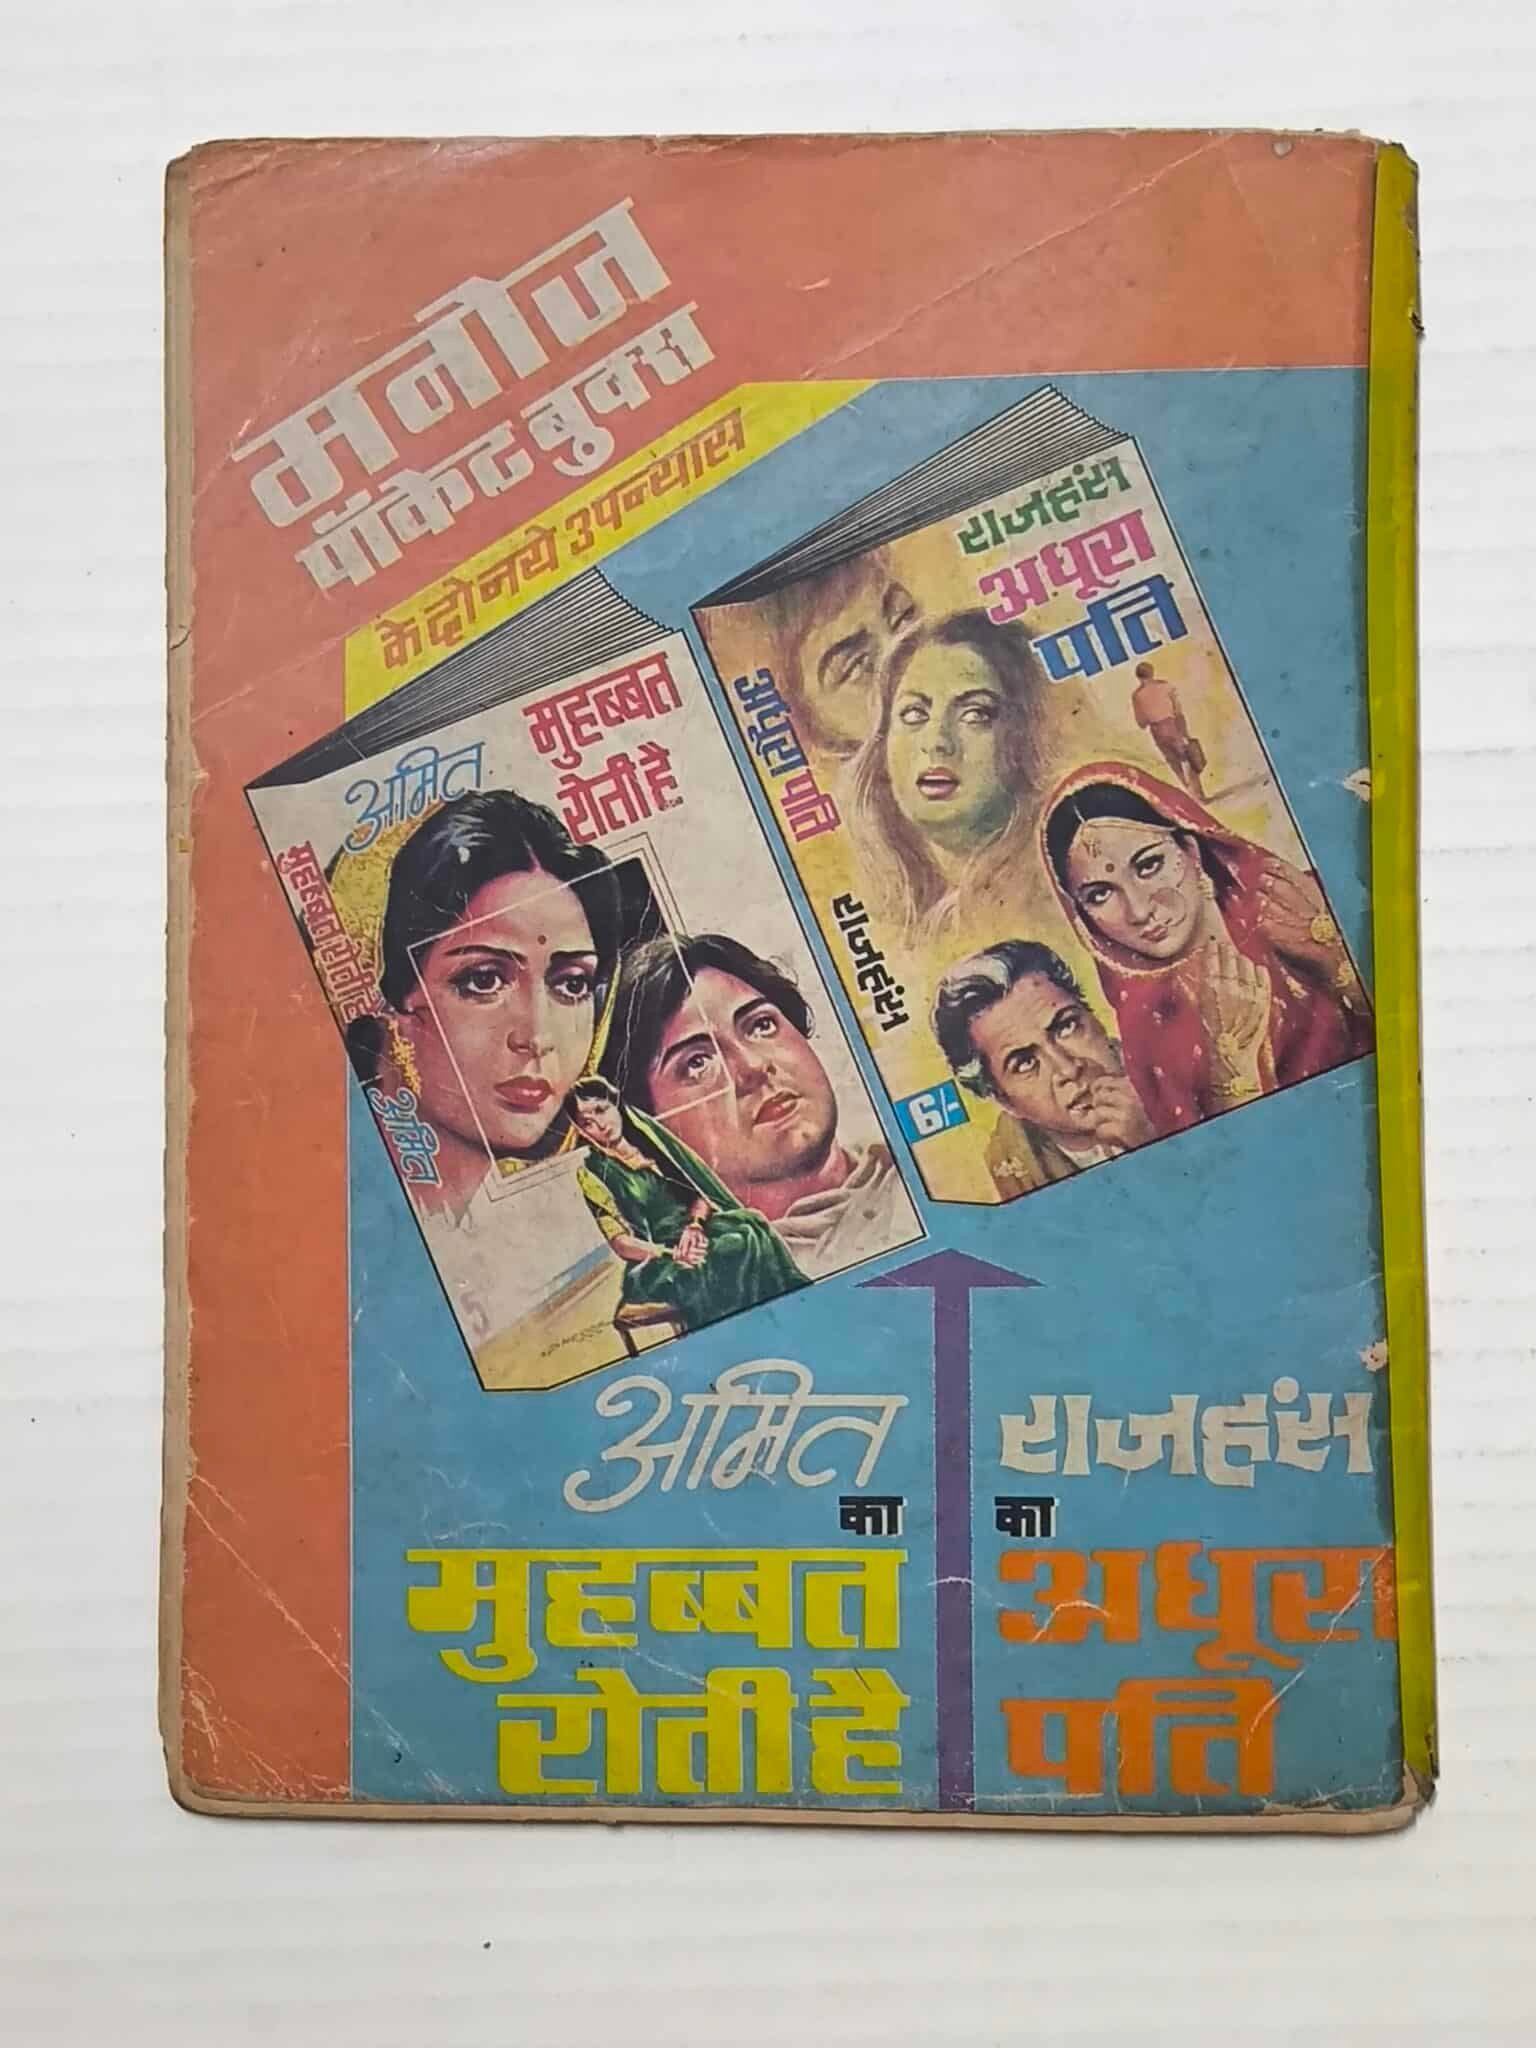 मनोज
पॉकेट बुक्स
के दो नये उपन्यास
अमित
मुहब्बत
रोती है
मुहब्बत रोती है
अमित
राजहंस
अधूरा
पति
अधूरा पति
राजहंस
6/-
अमित
का
मुहब्बत
रोती है
राजहंस
का
अधूरा
पति